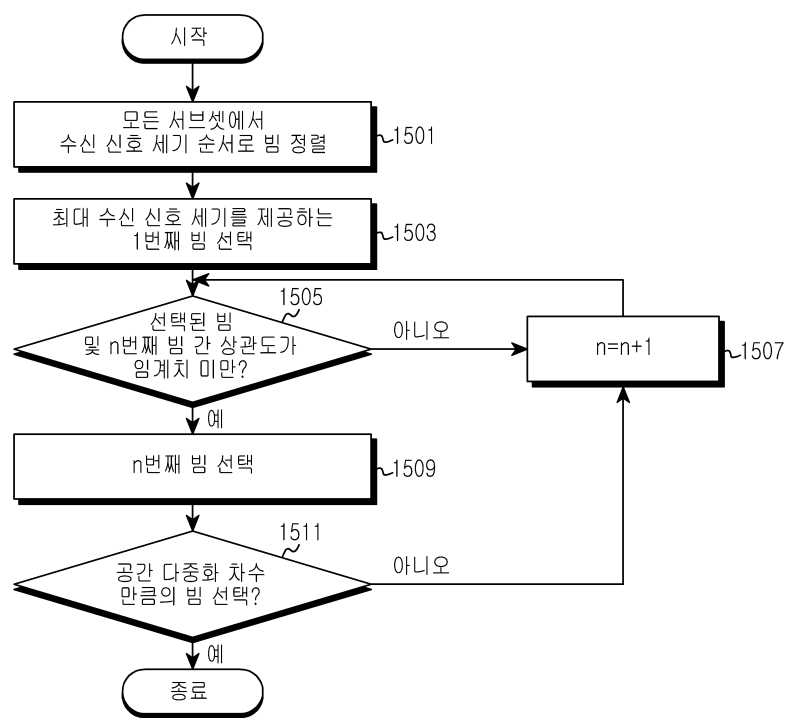 시작
모든 서브셋에서
수신 신호 세기 순서로 빔 정렬
1501
최대 수신 신호 세기를 제공하는
1번째 빔 선택
1503
1505
선택된 빔
및 n번째 빔 간 상관도가
임계치 미만?
아니오
n=n+1
1507
예
n번째 빔 선택
1509
1511
공간 다중화 차수
만큼의 빔 선택?
아니오
예
종료